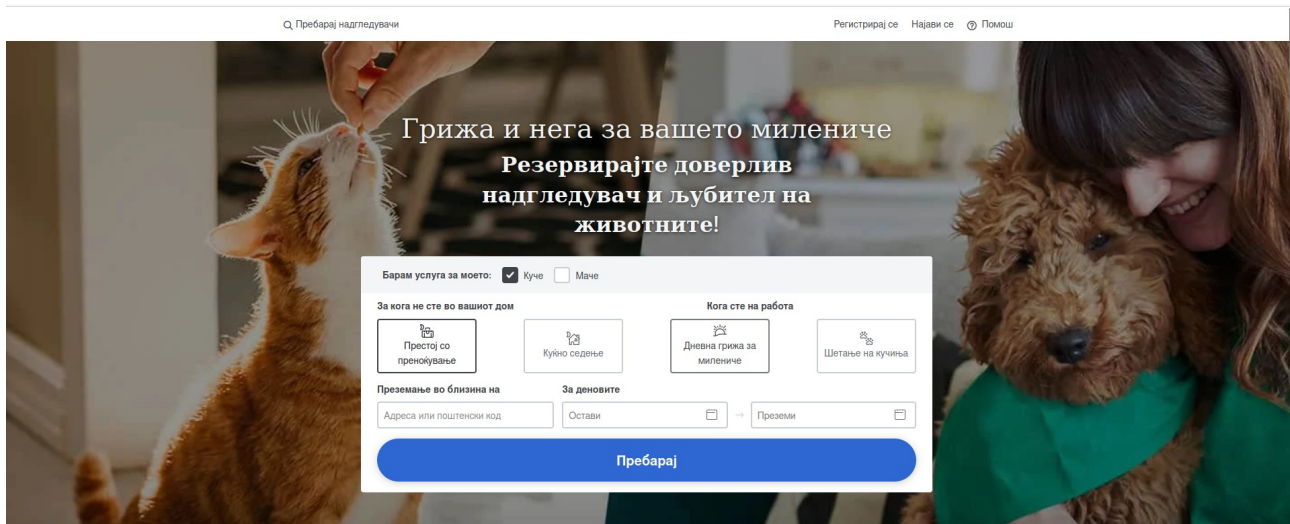 Пребарај надгледувачи
Регистрирај се Најави се Помош
Грижа и нега за вашето милениче
Резервирајте доверлив
надгледувач и љубител на
животните!
Барам услуга за моето: Куче Маче
За кога не сте во вашиот дом
Кога сте на работа
Престој со
преноќување
Куќно седење
Дневна грижа за
милениче
Шетање на кучиња
Преземање во близина на
За деновите
Адреса или поштенски код
Остави → Преземи
Пребарај